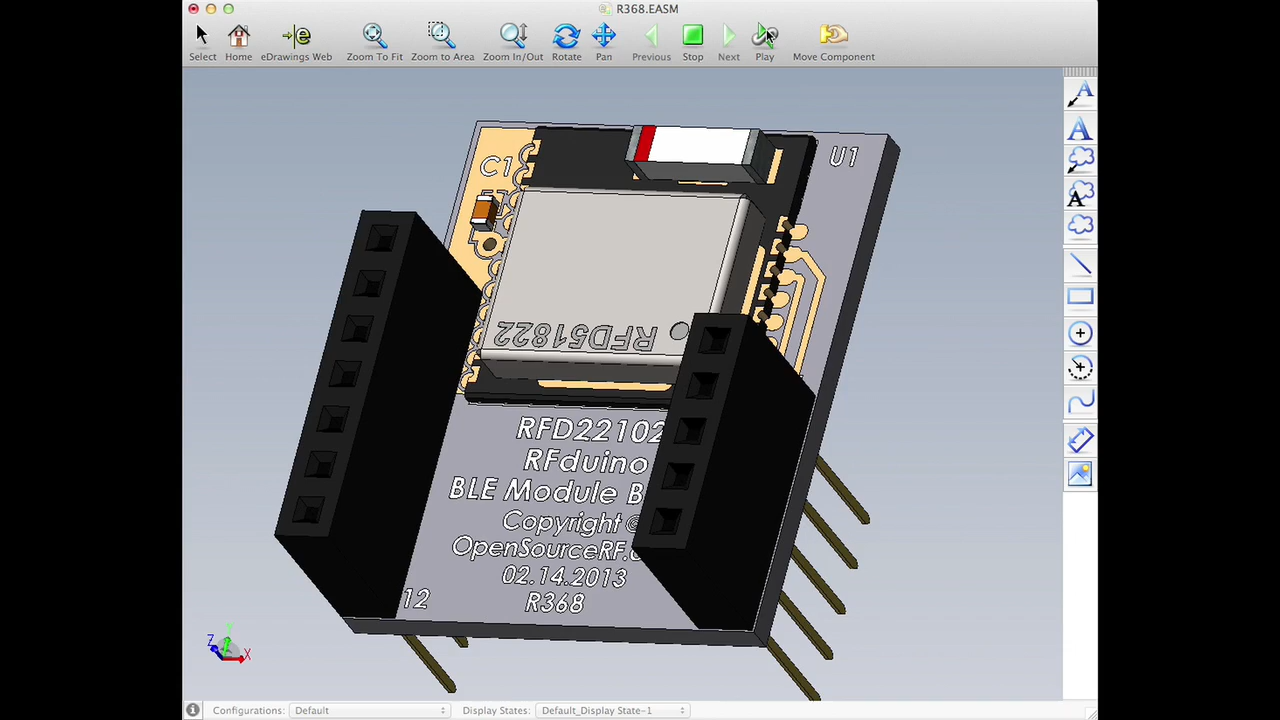 R368.EASM
Select Home eDrawings Web Zoom To Fit Zoom to Area Zoom In/Out Rotate Pan Previous Stop Next Play Move Component
C1
U1
RFD51822
RFD22102
RFduino
BLE Module B
Copyright ©
OpenSourceRF.c
02.14.2013
12
R368
Z Y X
Configurations: Default Display States: Default_Display State-1